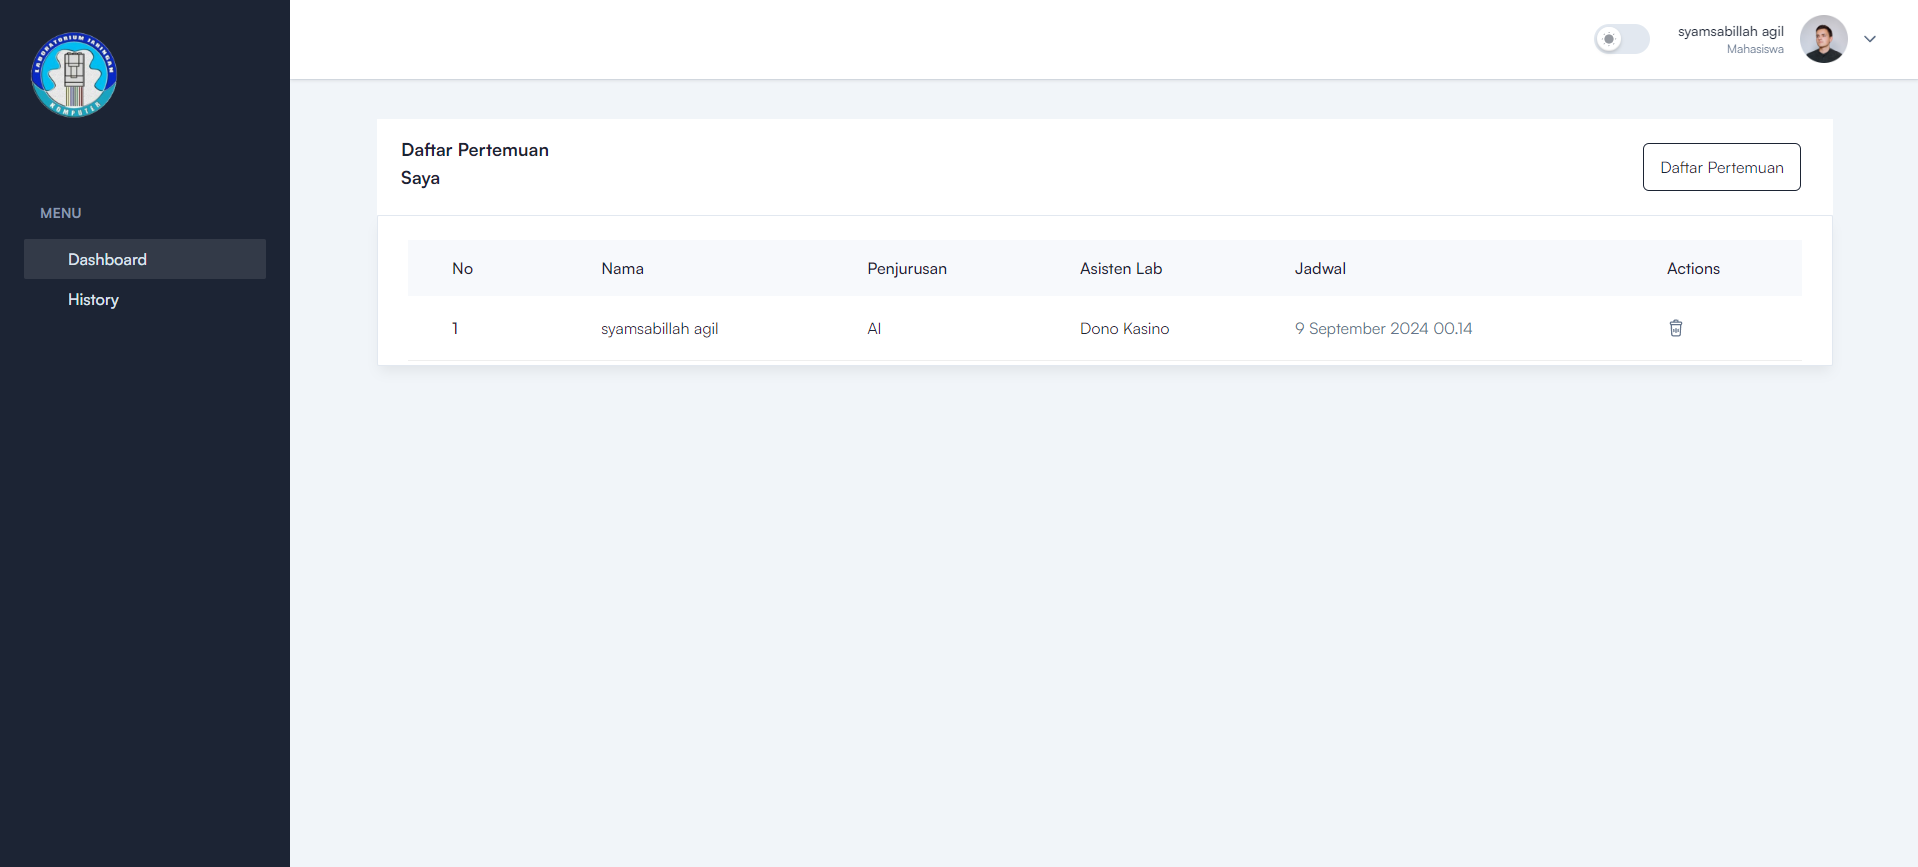 LABORATORIUM JARINGAN
KOMPUTER
syamsabillah agil
Mahasiswa
MENU
Dashboard
History
Daftar Pertemuan
Saya
Daftar Pertemuan
No Nama Penjurusan Asisten Lab Jadwal Actions
1 syamsabillah agil AI Dono Kasino 9 September 2024 00.14